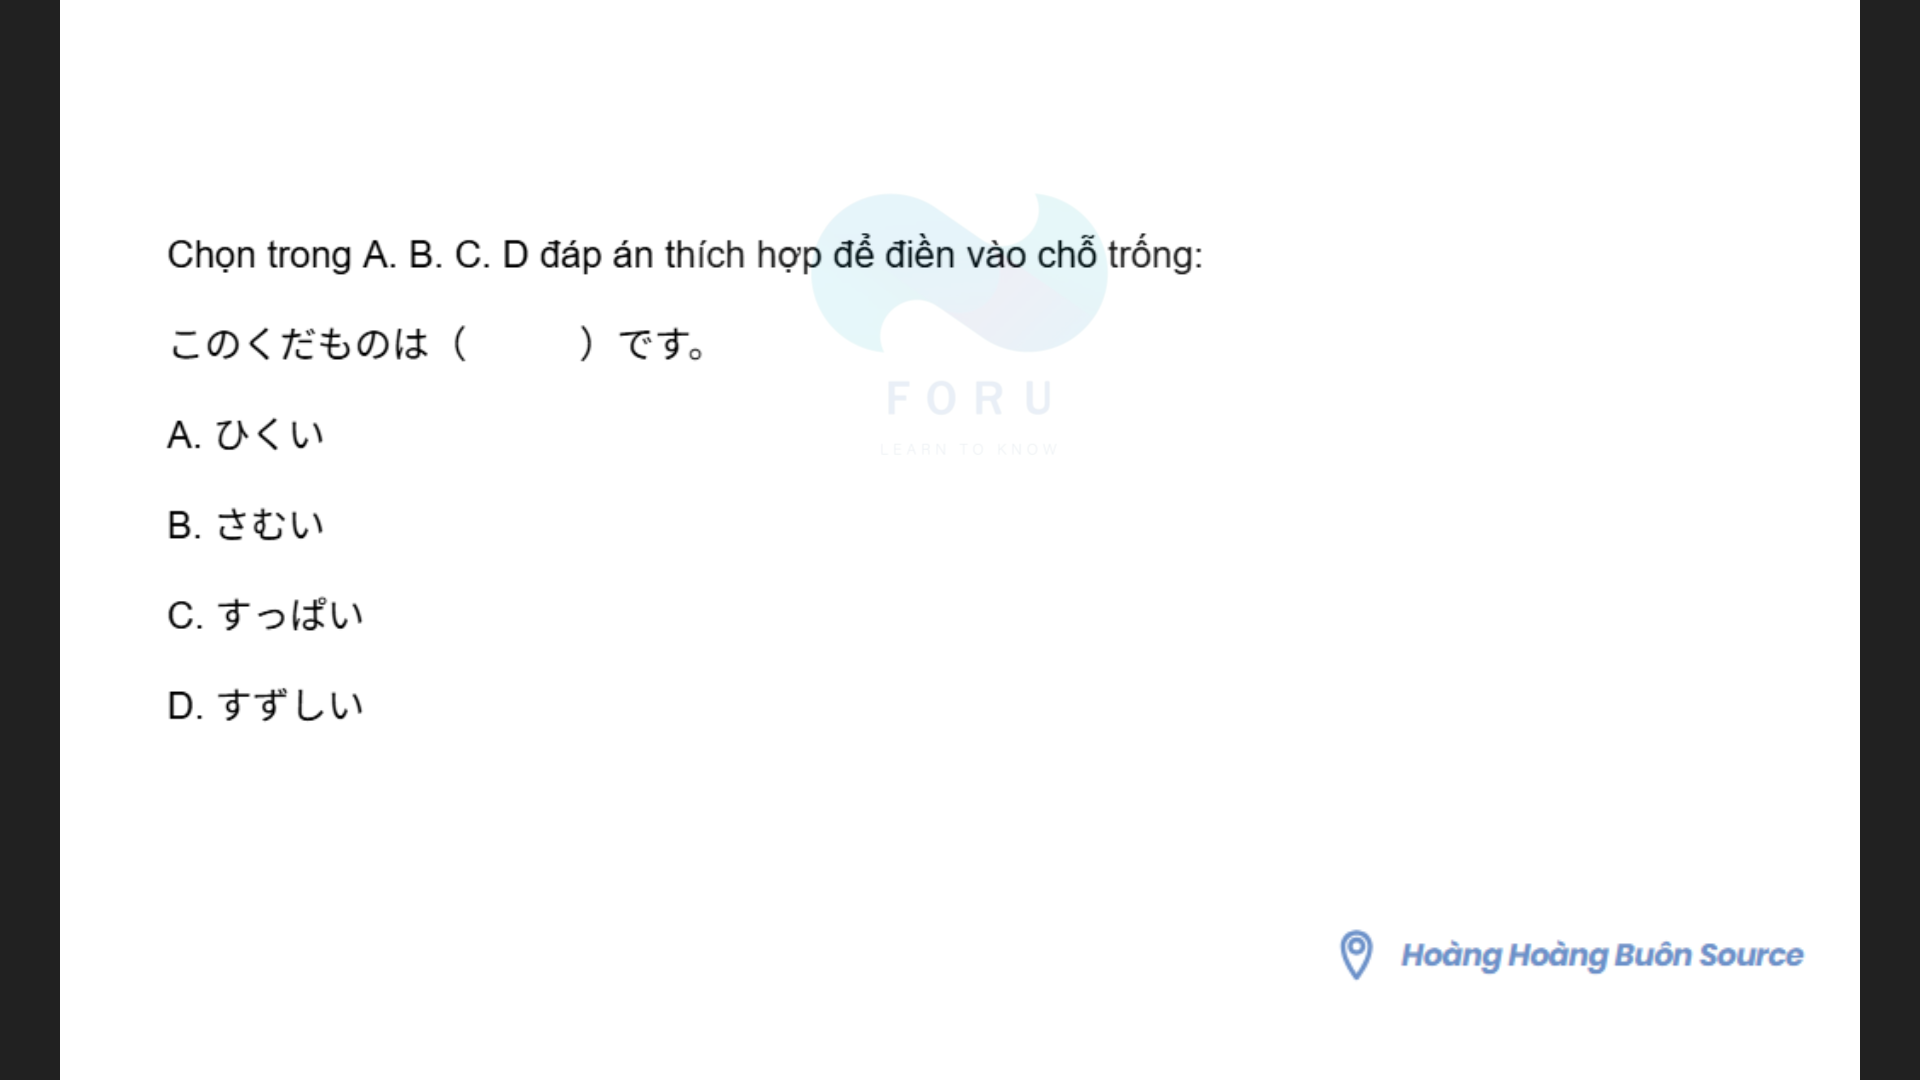 Chọn trong A. B. C. D đáp án thích hợp để điền vào chỗ trống:
このくだものは（　　　）です。
A. ひくい
B. さむい
C. すっぱい
D. すずしい
FORU
LEARN TO KNOW
Hoàng Hoàng Buôn Source